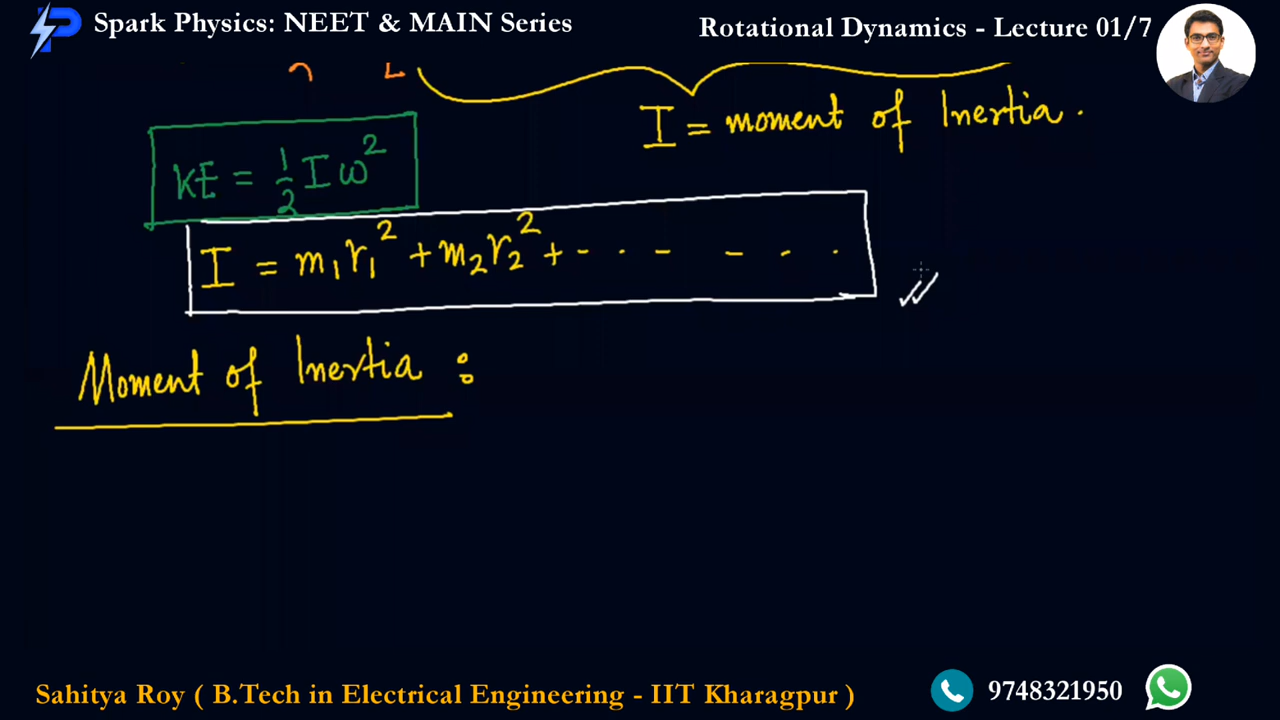 Spark Physics: NEET & MAIN Series
Rotational Dynamics - Lecture 01/7
I = moment of Inertia .
KE = 1/2 I ω²
I = m₁r₁² + m₂r₂² + - · · - - · ·
Moment of Inertia :
Sahitya Roy ( B.Tech in Electrical Engineering - IIT Kharagpur )
9748321950